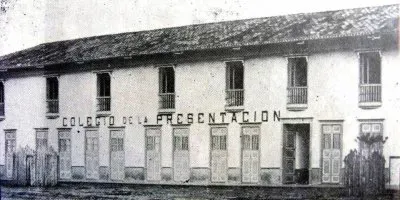 COLEGIO DE LA PRESENTACION